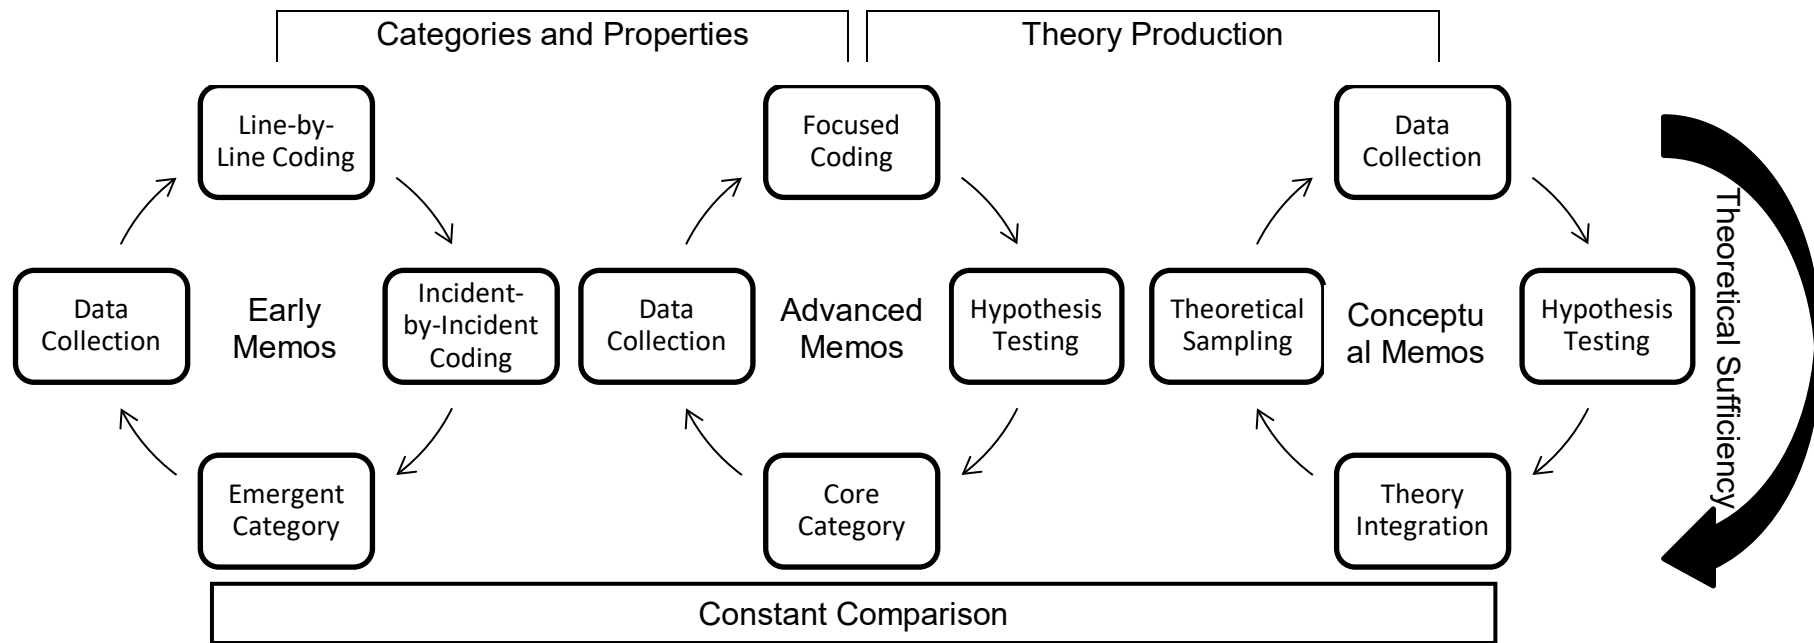 Categories and Properties
Theory Production
Line-by-
Line Coding
Focused
Coding
Data
Collection
Data
Collection
Early
Memos
Incident-
by-Incident
Coding
Data
Collection
Advanced
Memos
Hypothesis
Testing
Theoretical
Sampling
Conceptu
al Memos
Hypothesis
Testing
Theoretical Sufficiency
Emergent
Category
Core
Category
Theory
Integration
Constant Comparison